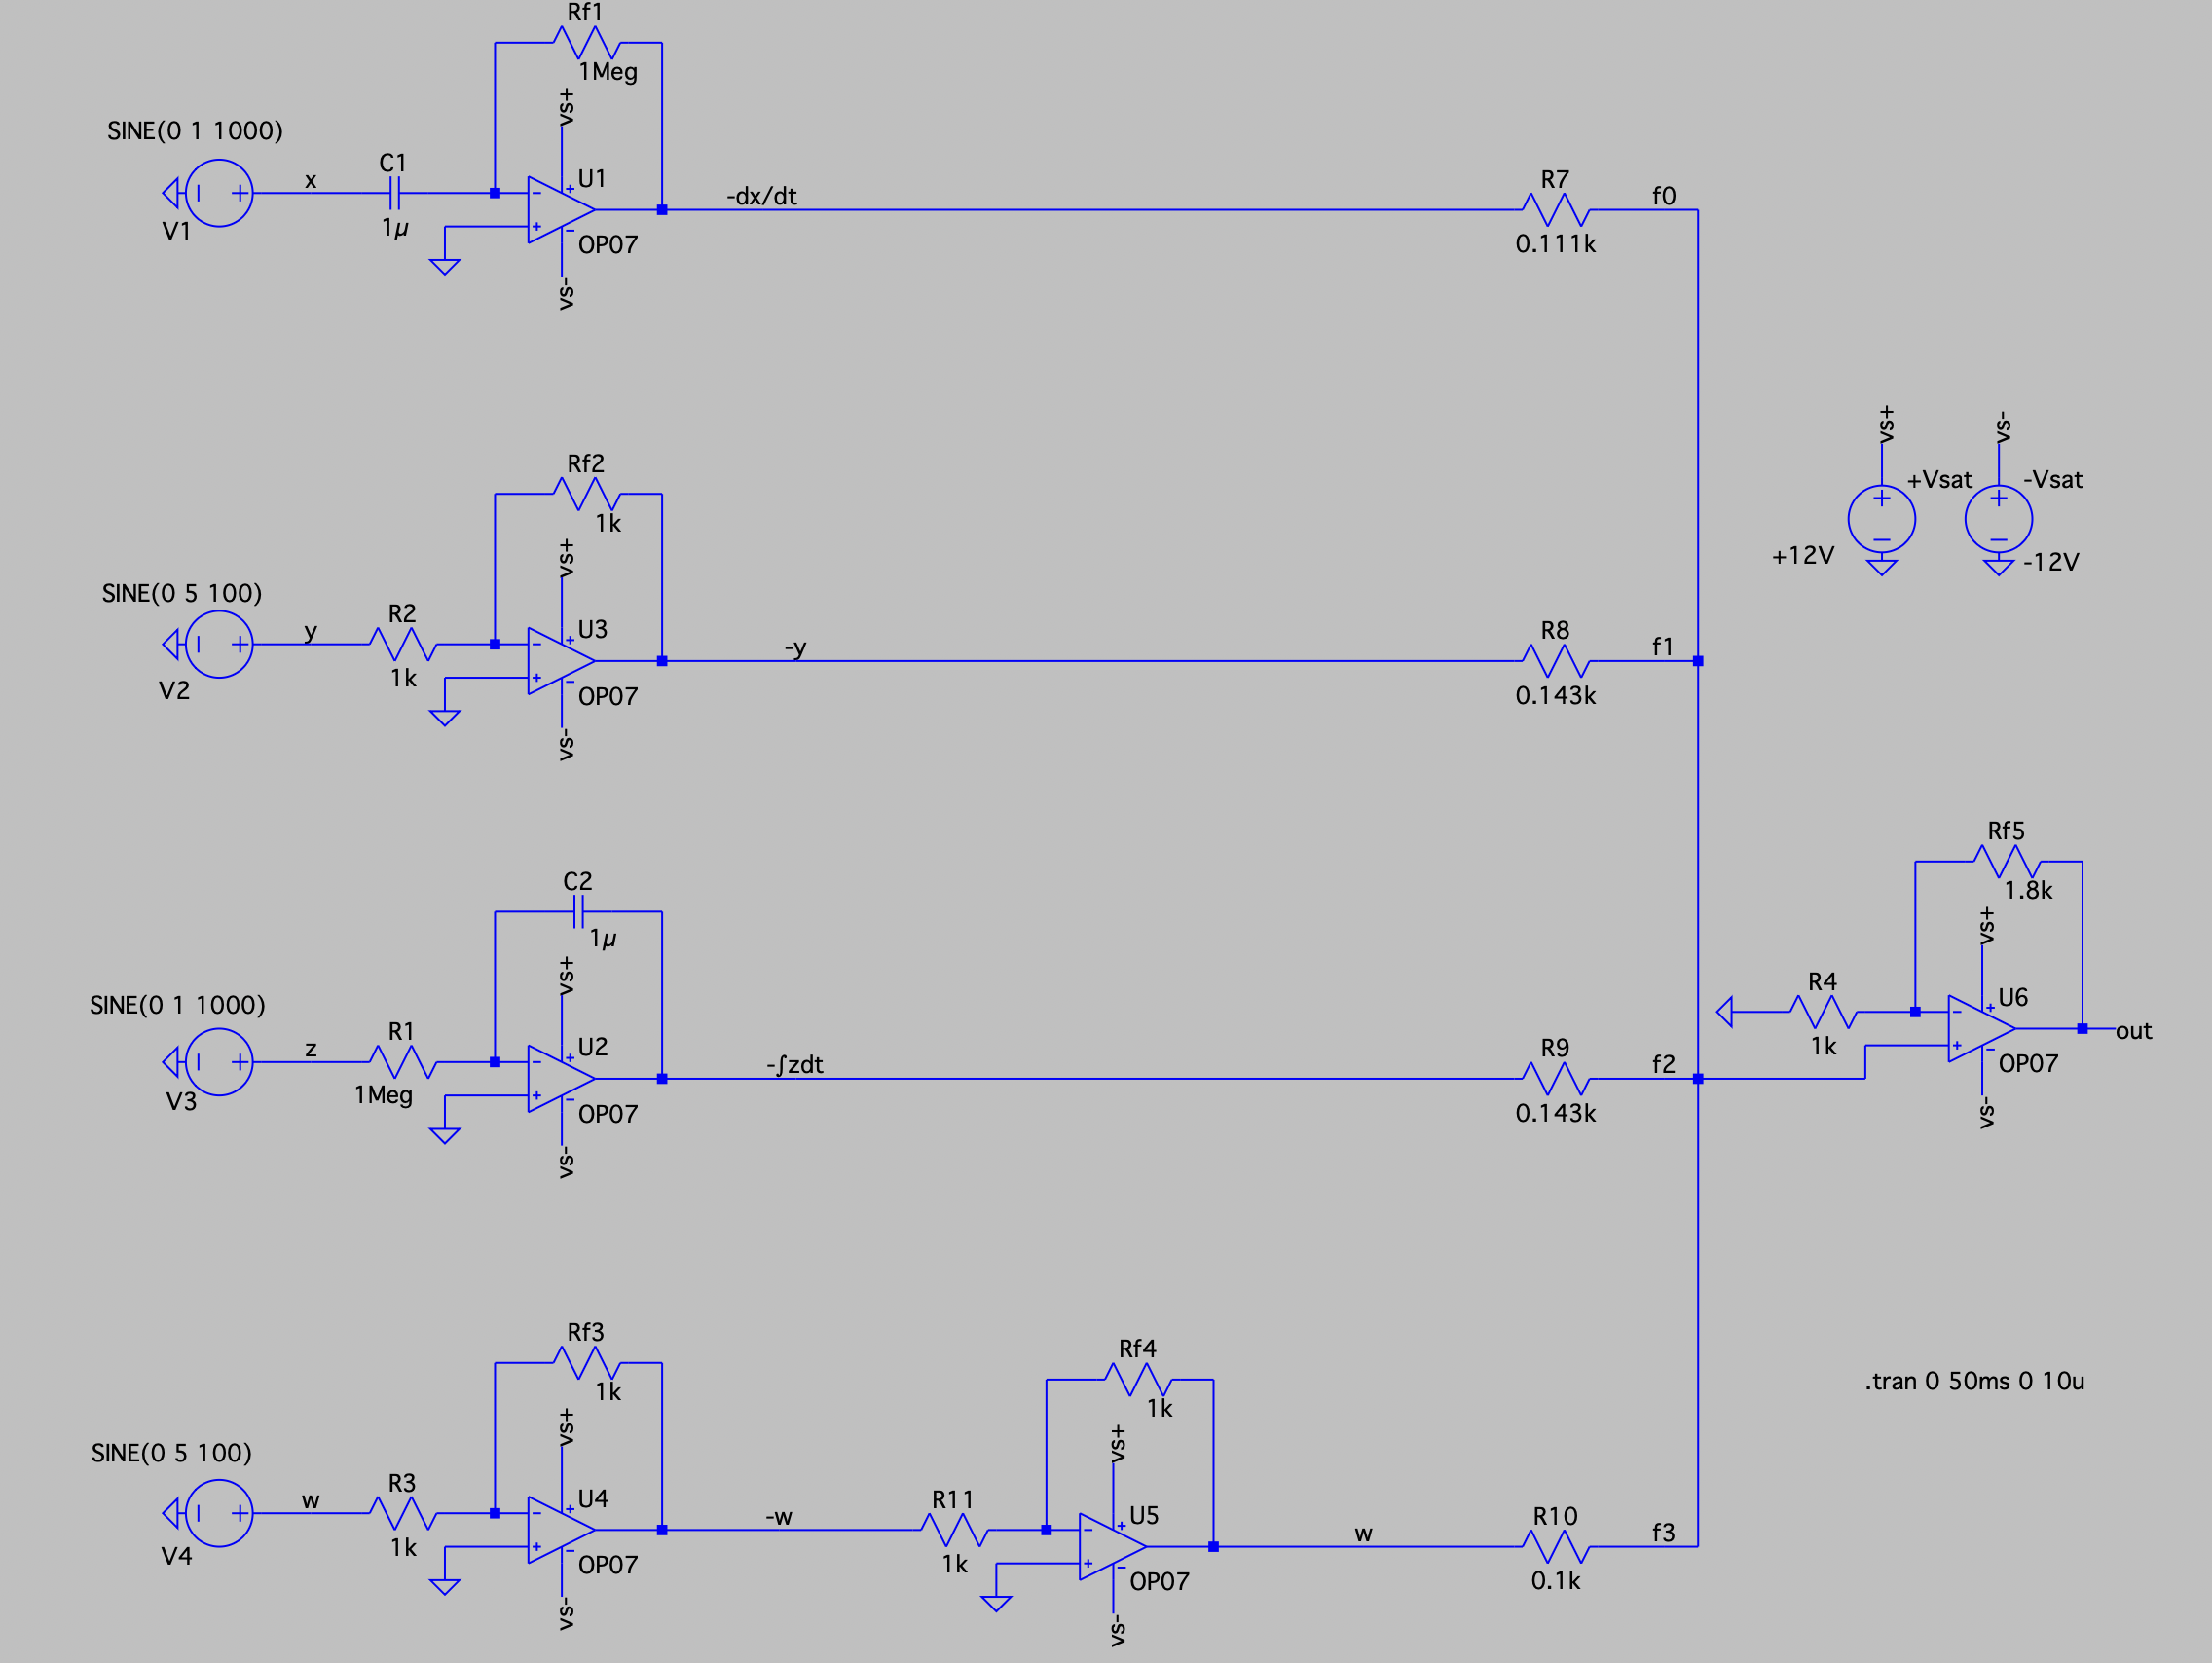 Rf1
1Meg
vs+
SINE(0 1 1000)
C1
x
U1
V1
1µ
OP07
vs-
-dx/dt
R7
f0
0.111k
Rf2
1k
vs+
SINE(0 5 100)
R2
y
U3
V2
1k
OP07
vs-
-y
R8
f1
0.143k
vs+
vs-
+Vsat
-Vsat
+12V
-12V
C2
1µ
vs+
SINE(0 1 1000)
R1
z
U2
V3
1Meg
OP07
vs-
-∫zdt
R9
f2
0.143k
Rf5
1.8k
vs+
R4
U6
1k
out
OP07
vs-
Rf3
1k
vs+
SINE(0 5 100)
R3
w
U4
V4
1k
OP07
vs-
-w
Rf4
1k
vs+
R11
U5
1k
OP07
vs-
w
R10
f3
0.1k
.tran 0 50ms 0 10u